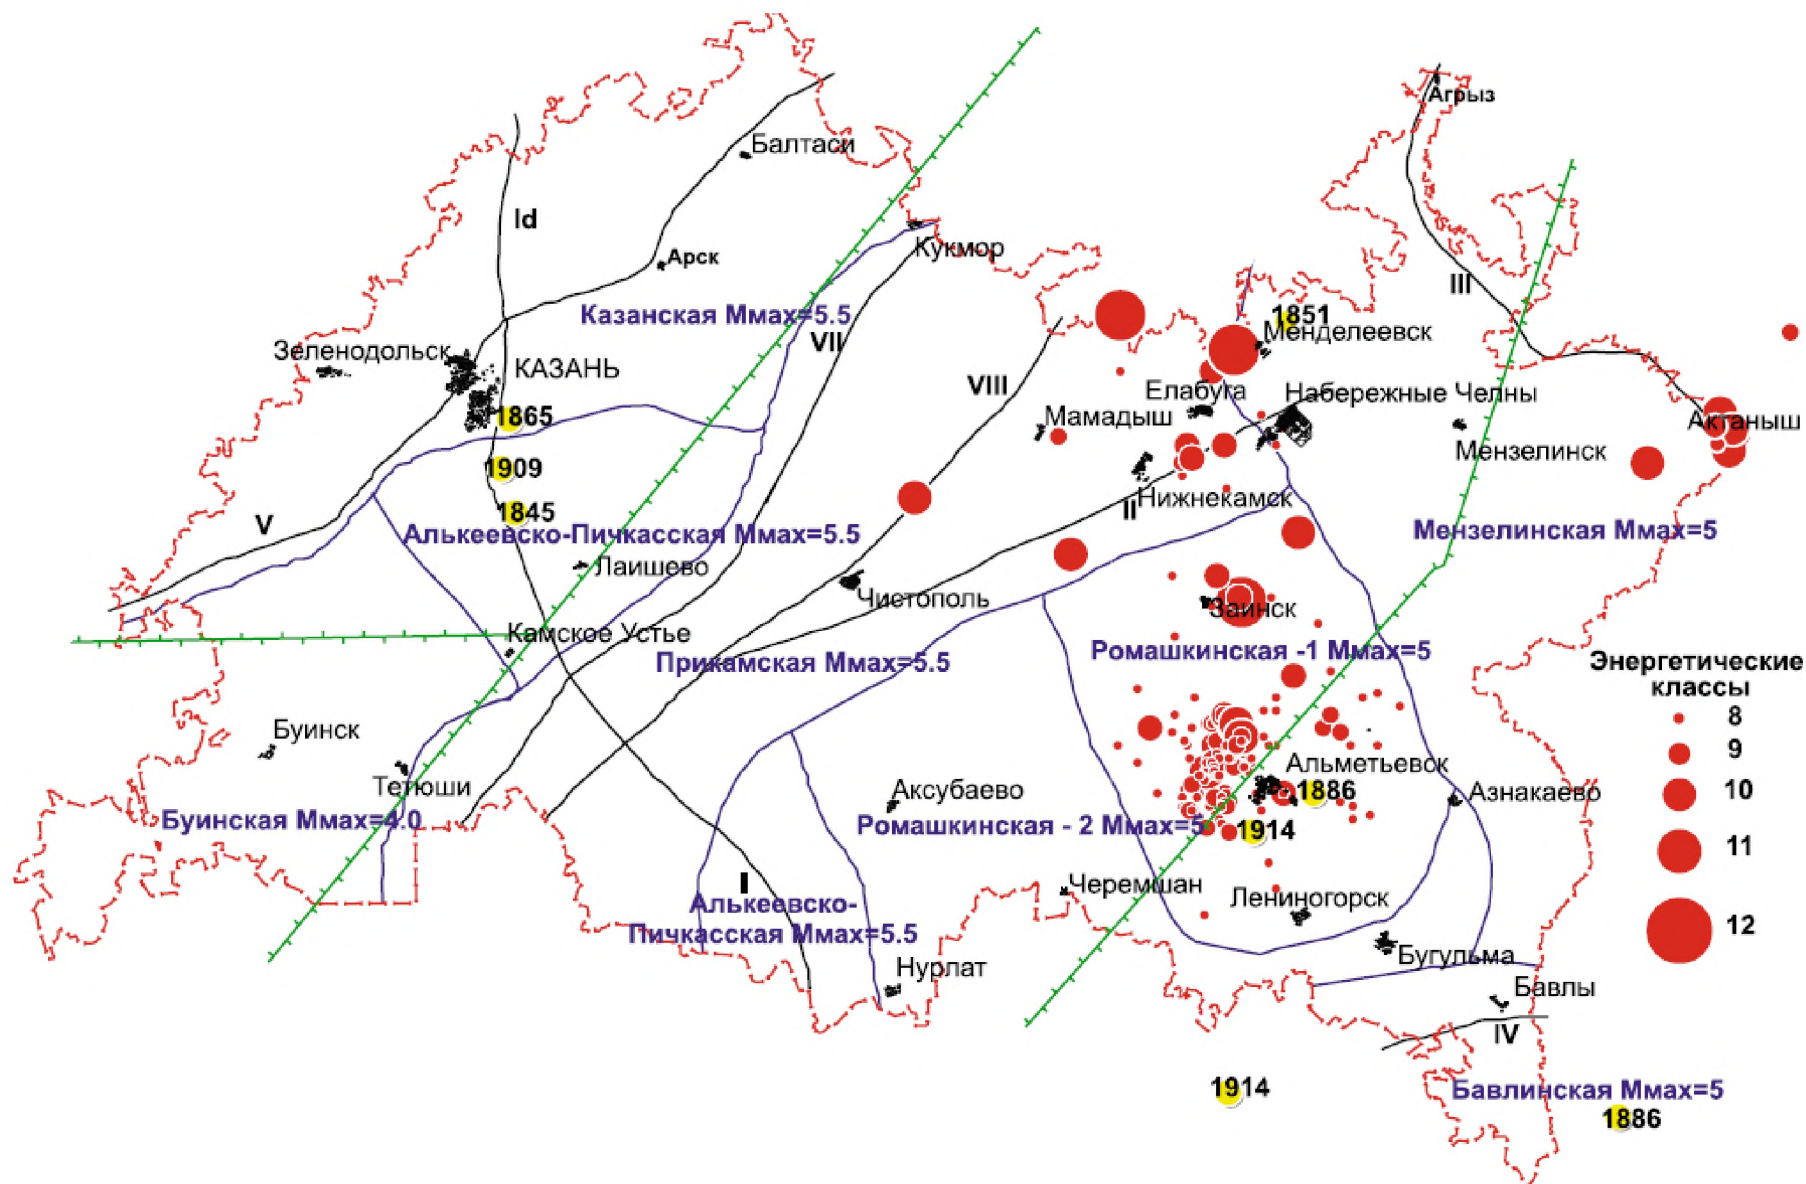 Агрыз
Балтаси
Id
Кукмор
Арск
III
Казанская Ммах=5.5
1851
Менделеевск
VII
Зеленодольск
КАЗАНЬ
VIII
Елабуга
Набережные Челны
Мамадыш
1865
Актаныш
Мензелинск
1909
Нижнекамск
II
1845
V
Алькеевско-Пичкасская Ммах=5.5
Мензелинская Ммах=5
Лаишево
Чистополь
Заинск
Камское Устье
Прикамская Ммах=5.5
Ромашкинская -1 Ммах=5
Энергетические
классы
8
9
10
11
12
Буинск
Тетюши
Альметьевск
1886
Аксубаево
Азнакаево
Буинская Ммах=4.0
Ромашкинская - 2 Ммах=5
1914
I
Черемшан
Лениногорск
Алькеевско-
Пичкасская Ммах=5.5
Бугульма
Нурлат
Бавлы
IV
1914
Бавлинская Ммах=5
1886